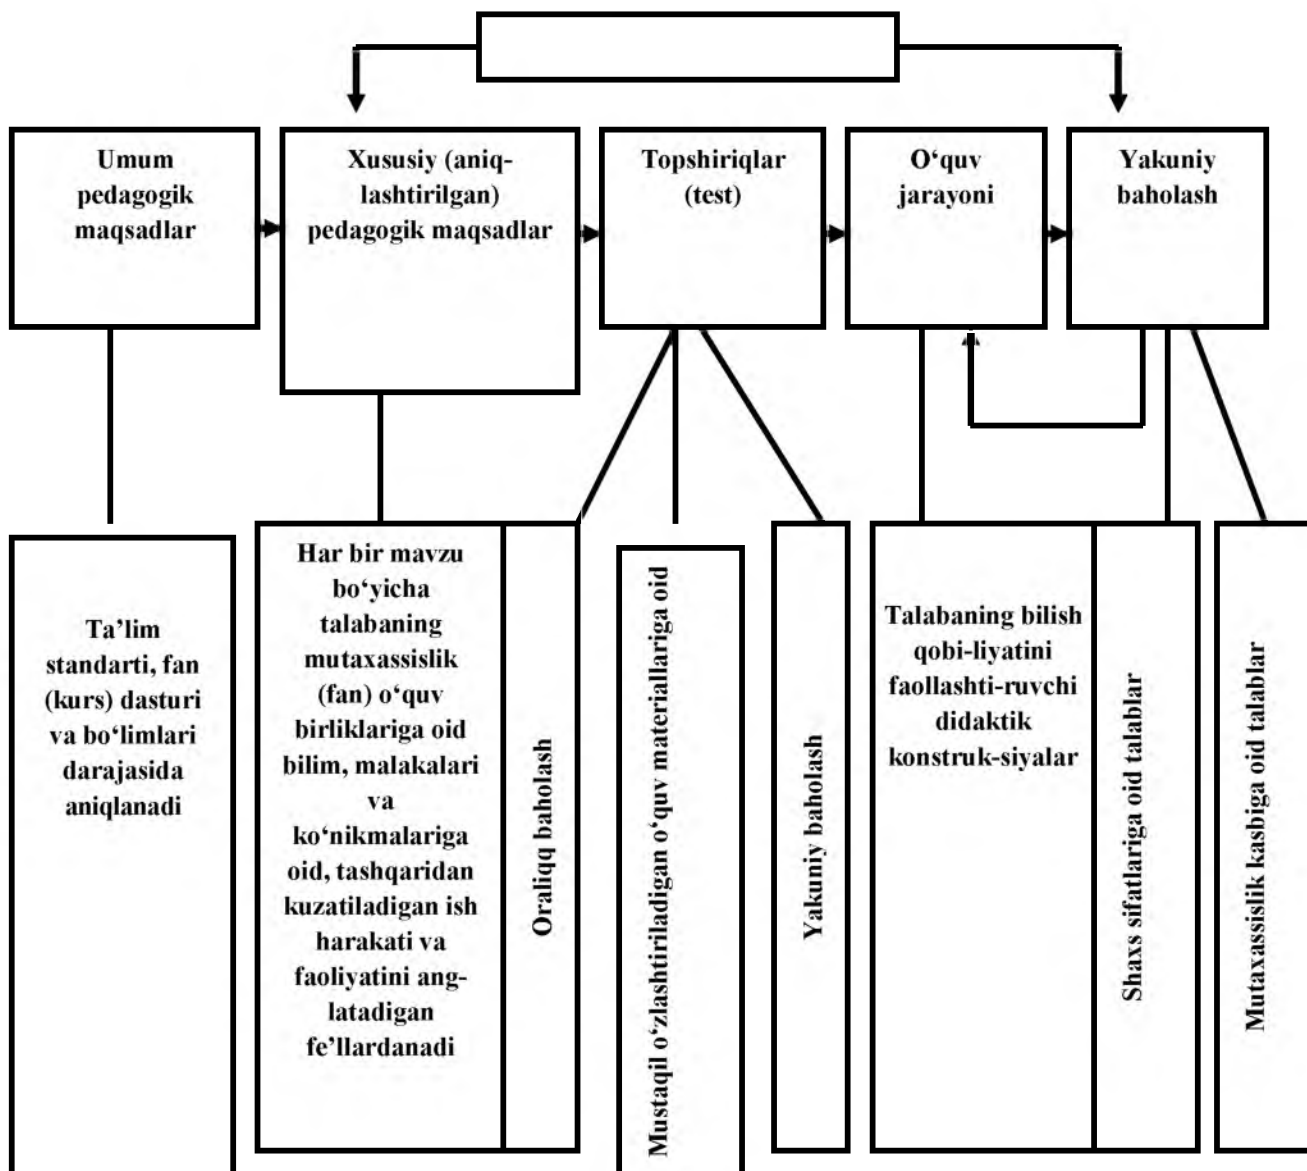 Umum
pedagogik
maqsadlar
Xususiy (aniq-
lashtirilgan)
pedagogik maqsadlar
Topshiriqlar
(test)
O‘quv
jarayoni
Yakuniy
baholash
Ta’lim
standarti, fan
(kurs) dasturi
va bo‘limlari
darajasida
aniqlanadi
Har bir mavzu
bo‘yicha
talabaning
mutaxassislik
(fan) o‘quv
birliklariga oid
bilim, malakalari
va
ko‘nikmalariga
oid, tashqaridan
kuzatiladigan ish
harakati va
faoliyatini ang-
latadigan
fe’llardanadi
Oraliqq baholash
Mustaqil o‘zlashtiriladigan o‘quv materiallariga oid
Yakuniy baholash
Talabaning bilish
qobi-liyatini
faollashti-ruvchi
didaktik
konstruk-siyalar
Shaxs sifatlariga oid talablar
Mutaxassislik kasbiga oid talablar